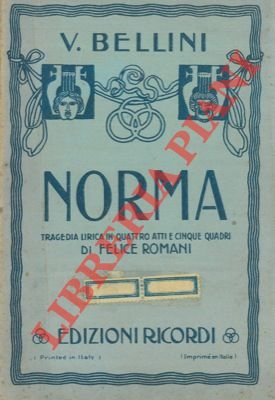 V. BELLINI
NORMA
TRAGEDIA LIRICA IN QUATTRO ATTI E CINQUE QUADRI
DI FELICE ROMANI
EDIZIONI RICORDI
( Printed in Italy )
(Imprimé en Italie)
LIBRERIA PIANI